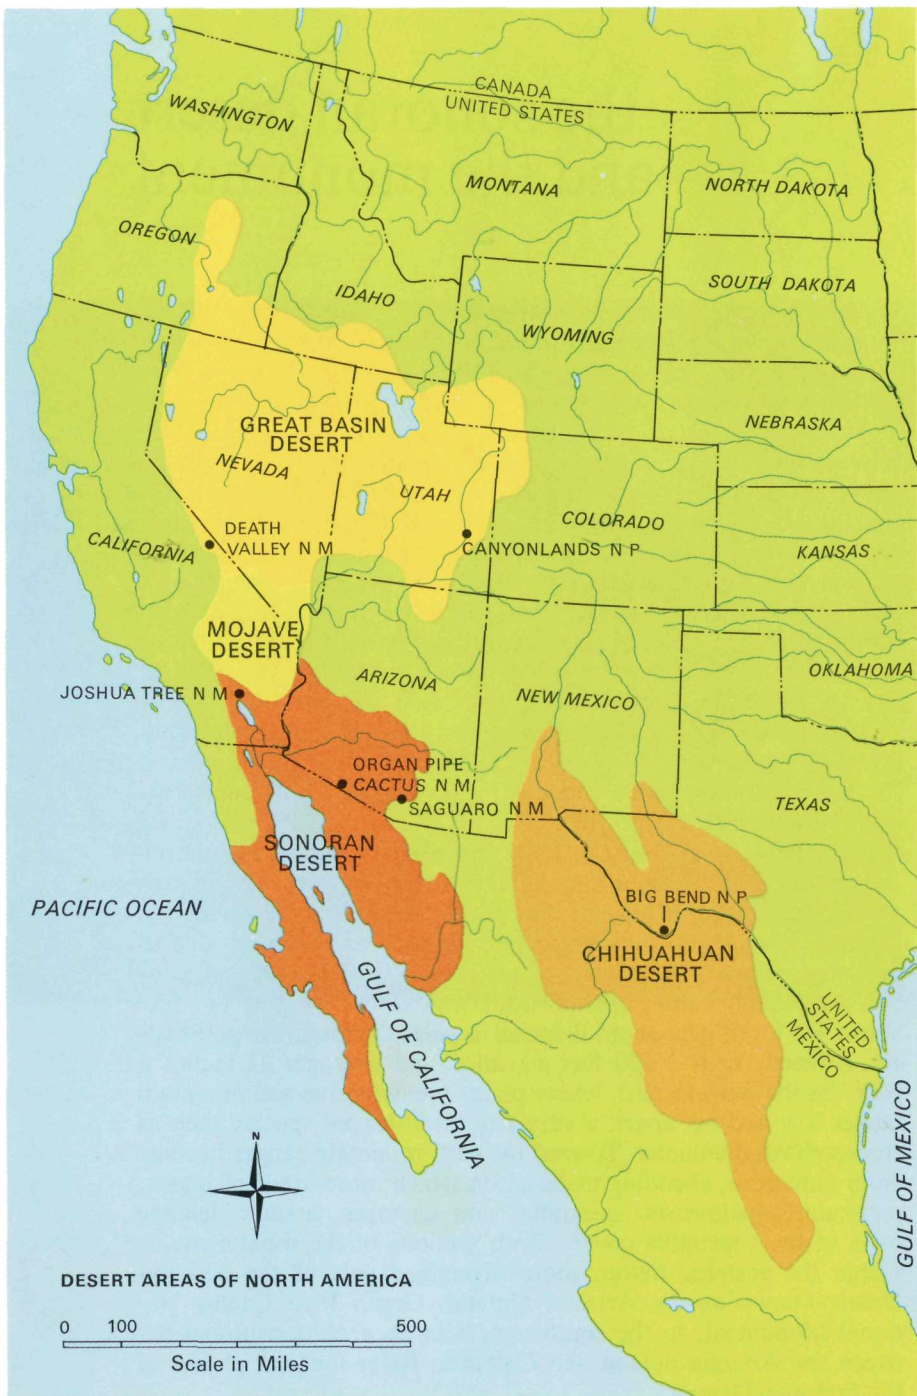 CANADA
UNITED STATES
WASHINGTON
MONTANA
NORTH DAKOTA
OREGON
IDAHO
SOUTH DAKOTA
WYOMING
GREAT BASIN
DESERT
NEVADA
NEBRASKA
UTAH
COLORADO
DEATH
VALLEY N M
CALIFORNIA
CANYONLANDS N P
KANSAS
MOJAVE
DESERT
JOSHUA TREE N M
ARIZONA
NEW MEXICO
OKLAHOMA
ORGAN PIPE
CACTUS N M
SAGUARO N M
TEXAS
SONORAN
DESERT
BIG BEND N P
PACIFIC OCEAN
CHIHUAHUAN
DESERT
GULF OF CALIFORNIA
UNITED
STATES
MEXICO
GULF OF MEXICO
N
DESERT AREAS OF NORTH AMERICA
0 100 500
Scale in Miles